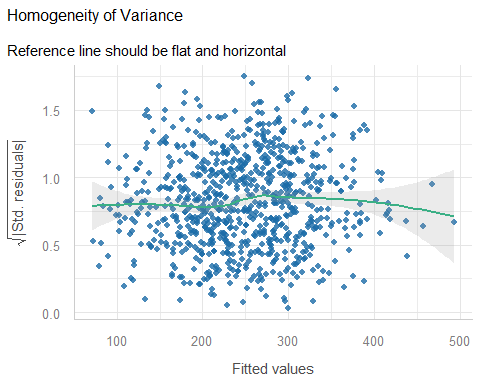 Homogeneity of Variance
Reference line should be flat and horizontal
√|Std. residuals|
1.5
1.0
0.5
0.0
100 200 300 400 500
Fitted values